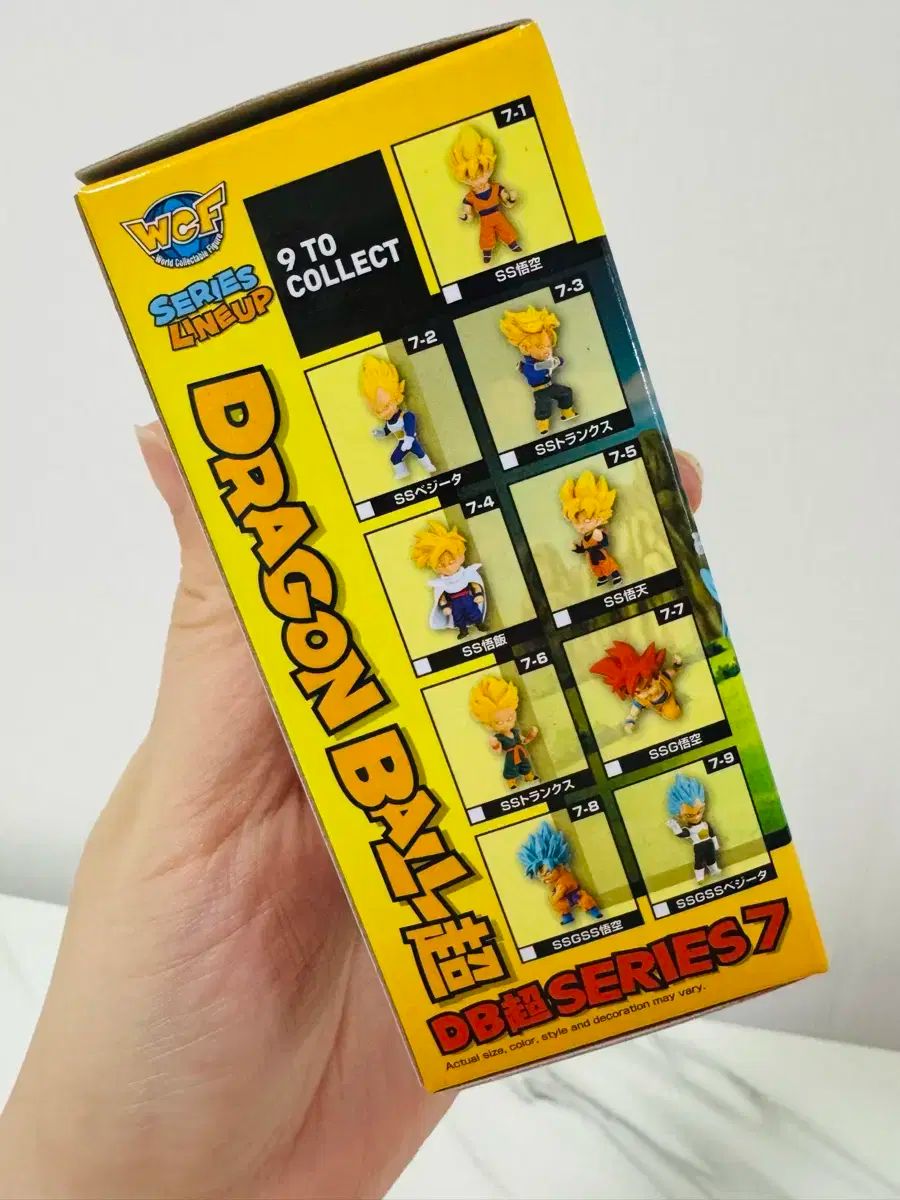 WCF
World Collectable Figure
SERIES
LINEUP
9 TO
COLLECT
DRAGON BALL超
7-1
SS悟空
7-2
SSベジータ
7-3
SSトランクス
7-4
SS悟飯
7-5
SS悟天
7-6
SSトランクス
7-7
SSG悟空
7-8
SSGSS悟空
7-9
SSGSSベジータ
DB超SERIES7
Actual size, color, style and decoration may vary.